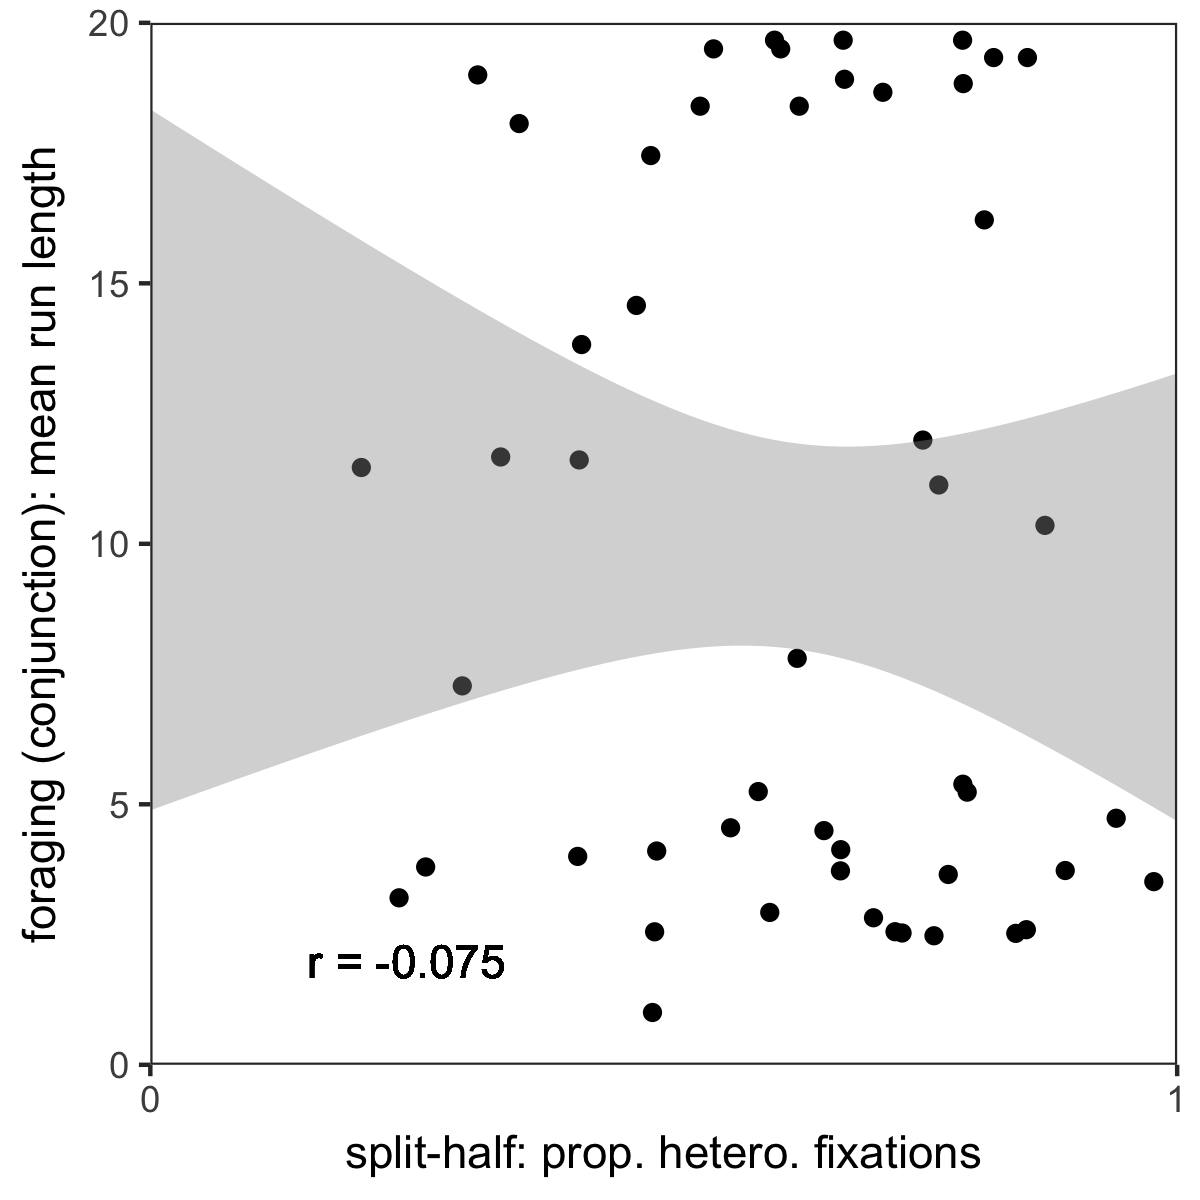 20
15
10
5
0
foraging (conjunction): mean run length
r = -0.075
0
1
split-half: prop. hetero. fixations